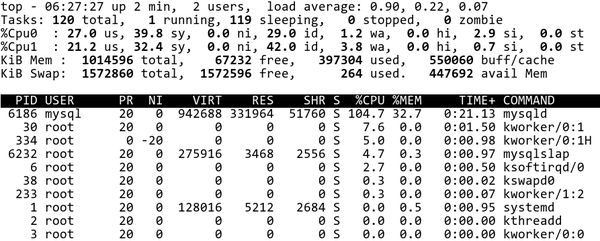 top - 06:27:27 up 2 min,  2 users,  load average: 0.90, 0.22, 0.07
Tasks: 120 total,   1 running, 119 sleeping,   0 stopped,   0 zombie
%Cpu0  : 27.0 us, 39.8 sy,  0.0 ni, 29.0 id,  1.2 wa,  0.0 hi,  2.9 si,  0.0 st
%Cpu1  : 21.2 us, 32.4 sy,  0.0 ni, 42.0 id,  3.8 wa,  0.0 hi,  0.7 si,  0.0 st
KiB Mem :  1014596 total,    67232 free,   397304 used,   550060 buff/cache
KiB Swap:  1572860 total,  1572596 free,      264 used.   447692 avail Mem
PID USER      PR  NI    VIRT    RES    SHR S  %CPU %MEM     TIME+ COMMAND
6186 mysql     20   0  942688 331964  51760 S 104.7 32.7   0:21.13 mysqld
30 root      20   0       0      0      0 S   7.6  0.0   0:01.50 kworker/0:1
334 root       0 -20       0      0      0 S   5.0  0.0   0:00.98 kworker/0:1H
6232 root      20   0  275916   3468   2556 S   4.7  0.3   0:00.97 mysqlslap
6 root      20   0       0      0      0 S   2.7  0.0   0:00.50 ksoftirqd/0
38 root      20   0       0      0      0 S   0.3  0.0   0:00.02 kswapd0
233 root      20   0       0      0      0 S   0.3  0.0   0:00.07 kworker/1:2
1 root      20   0  128016   5212   2684 S   0.0  0.5   0:00.95 systemd
2 root      20   0       0      0      0 S   0.0  0.0   0:00.00 kthreadd
3 root      20   0       0      0      0 S   0.0  0.0   0:00.00 kworker/0:0